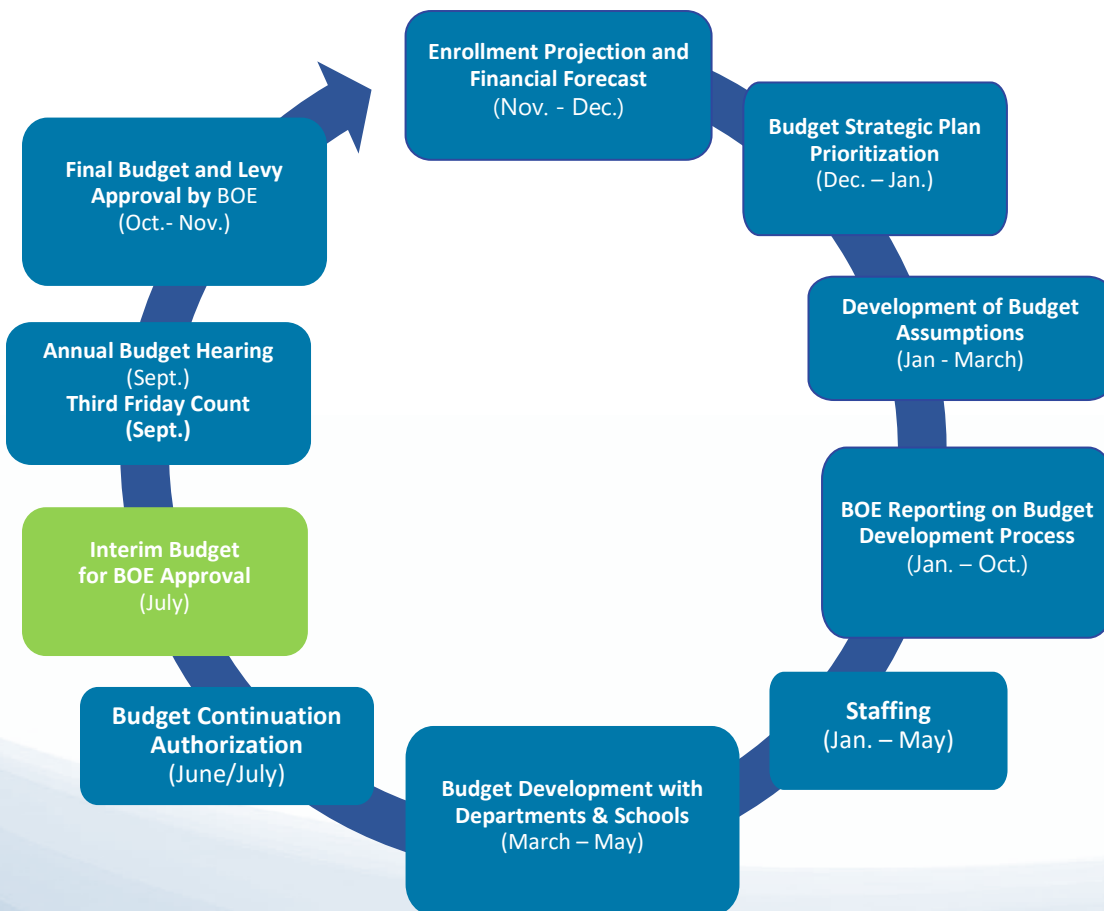 Enrollment Projection and
Financial Forecast
(Nov. - Dec.)
Budget Strategic Plan
Prioritization
(Dec. – Jan.)
Development of Budget
Assumptions
(Jan - March)
BOE Reporting on Budget
Development Process
(Jan. – Oct.)
Staffing
(Jan. – May)
Budget Development with
Departments & Schools
(March – May)
Budget Continuation
Authorization
(June/July)
Interim Budget
for BOE Approval
(July)
Annual Budget Hearing
(Sept.)
Third Friday Count
(Sept.)
Final Budget and Levy
Approval by BOE
(Oct.- Nov.)